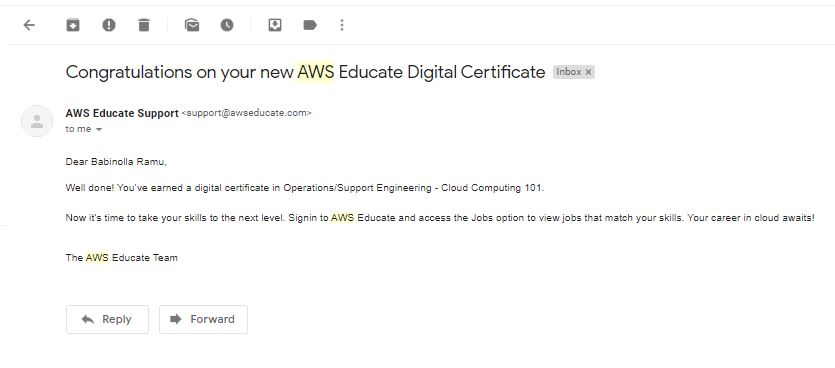 Congratulations on your new AWS Educate Digital Certificate Inbox x
AWS Educate Support <support@awseducate.com>
to me
Dear Babinolla Ramu,
Well done! You've earned a digital certificate in Operations/Support Engineering - Cloud Computing 101.
Now it's time to take your skills to the next level. Signin to AWS Educate and access the Jobs option to view jobs that match your skills. Your career in cloud awaits!
The AWS Educate Team
Reply Forward